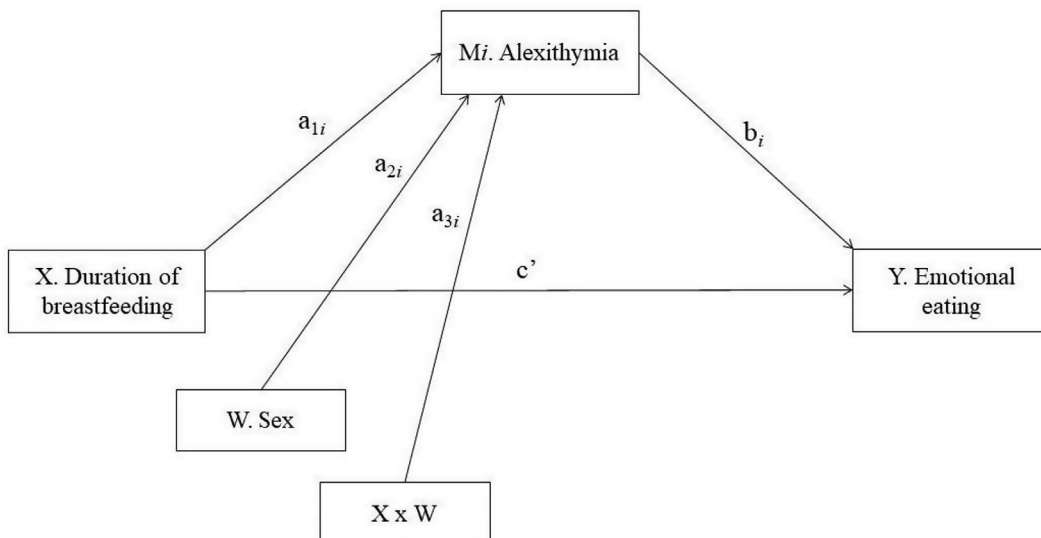 Mi. Alexithymia
a1i
bi
a2i
a3i
X. Duration of
breastfeeding
c’
Y. Emotional
eating
W. Sex
X x W